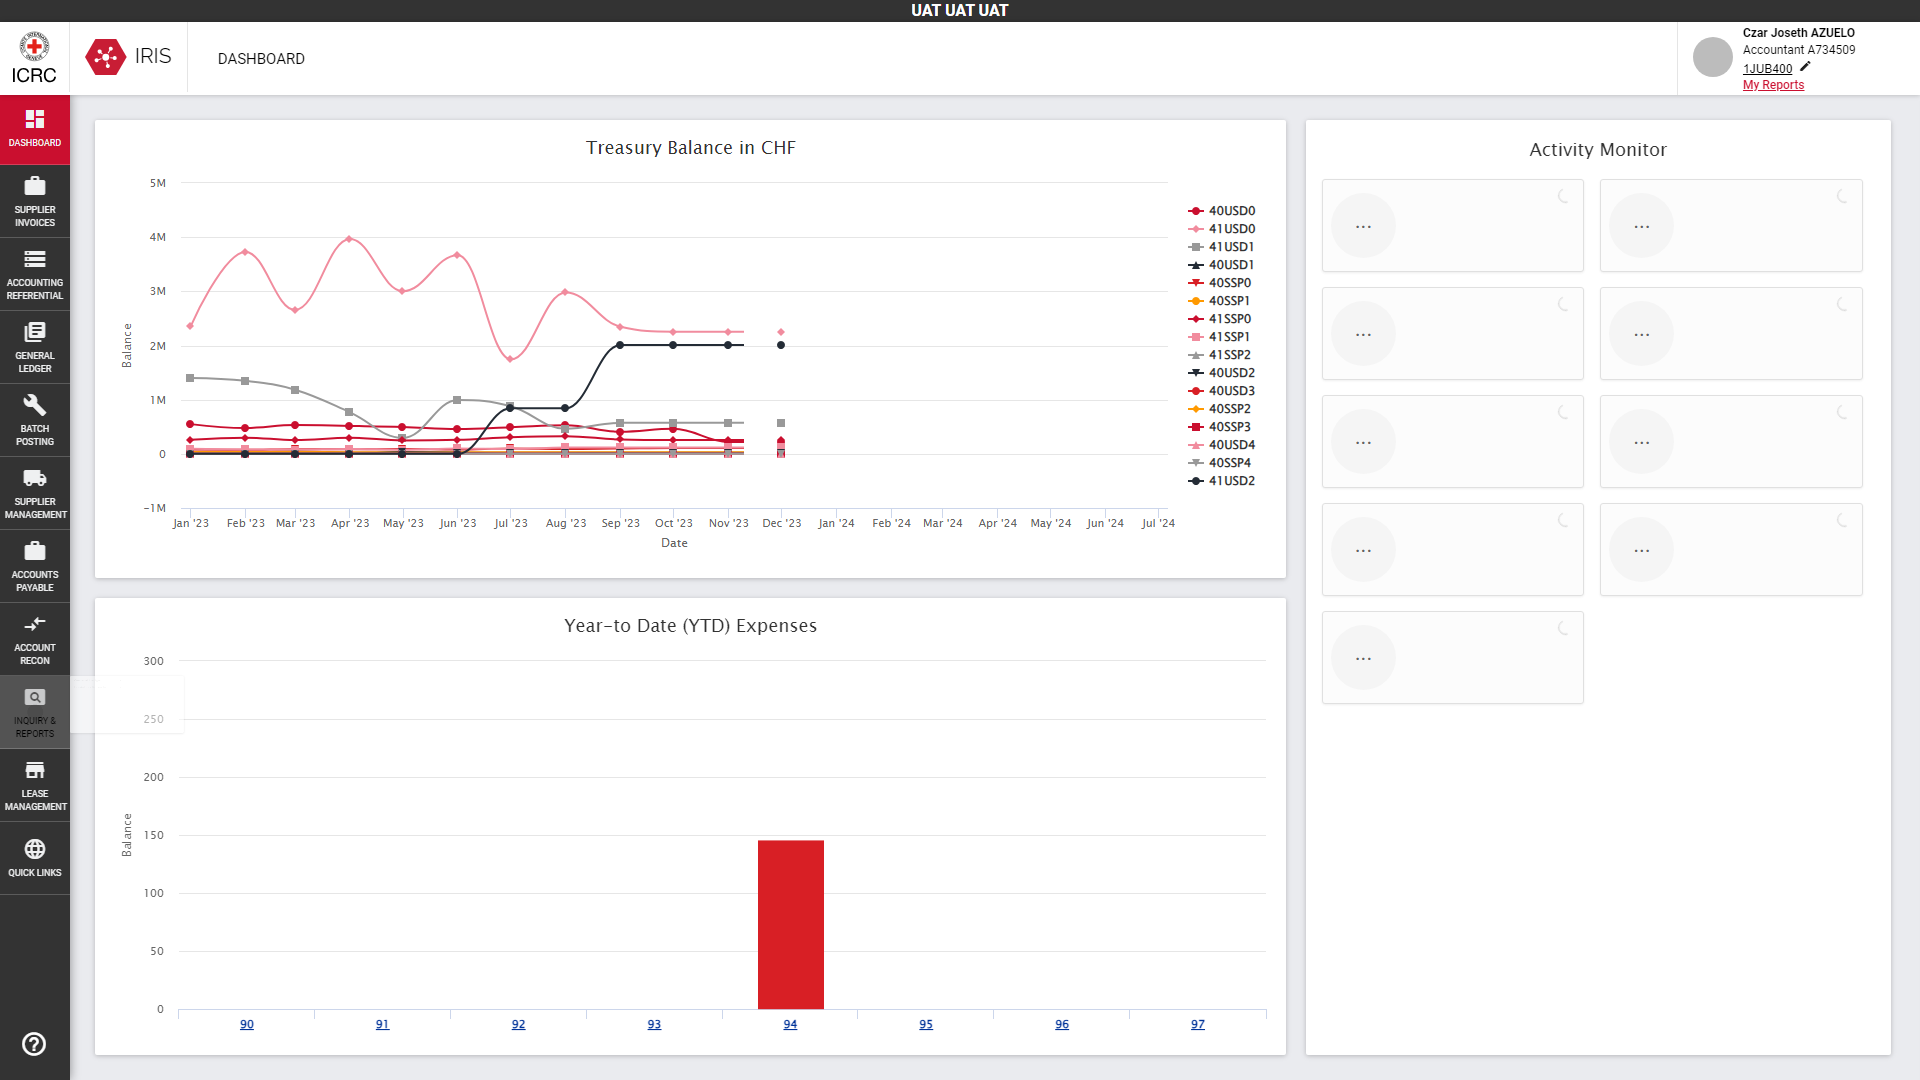 UAT UAT UAT
ICRC
IRIS
DASHBOARD
Czar Joseth AZUELO
Accountant A734509
1JUB400
My Reports
DASHBOARD
SUPPLIER
INVOICES
ACCOUNTING
REFERENTIAL
GENERAL
LEDGER
BATCH
POSTING
SUPPLIER
MANAGEMENT
ACCOUNTS
PAYABLE
ACCOUNT
RECON
INQUIRY &
REPORTS
LEASE
MANAGEMENT
QUICK LINKS
Treasury Balance in CHF
5M
4M
3M
2M
1M
0
-1M
Balance
Jan '23 Feb '23 Mar '23 Apr '23 May '23 Jun '23 Jul '23 Aug '23 Sep '23 Oct '23 Nov '23 Dec '23 Jan '24 Feb '24 Mar '24 Apr '24 May '24 Jun '24 Jul '24
Date
40USD0
41USD0
41USD1
40USD1
40SSP0
40SSP1
41SSP0
41SSP1
41SSP2
40USD2
40USD3
40SSP2
40SSP3
40USD4
40SSP4
41USD2
Year-to Date (YTD) Expenses
300
250
200
150
100
50
0
Balance
90 91 92 93 94 95 96 97
Activity Monitor
... ...
... ...
... ...
... ...
...